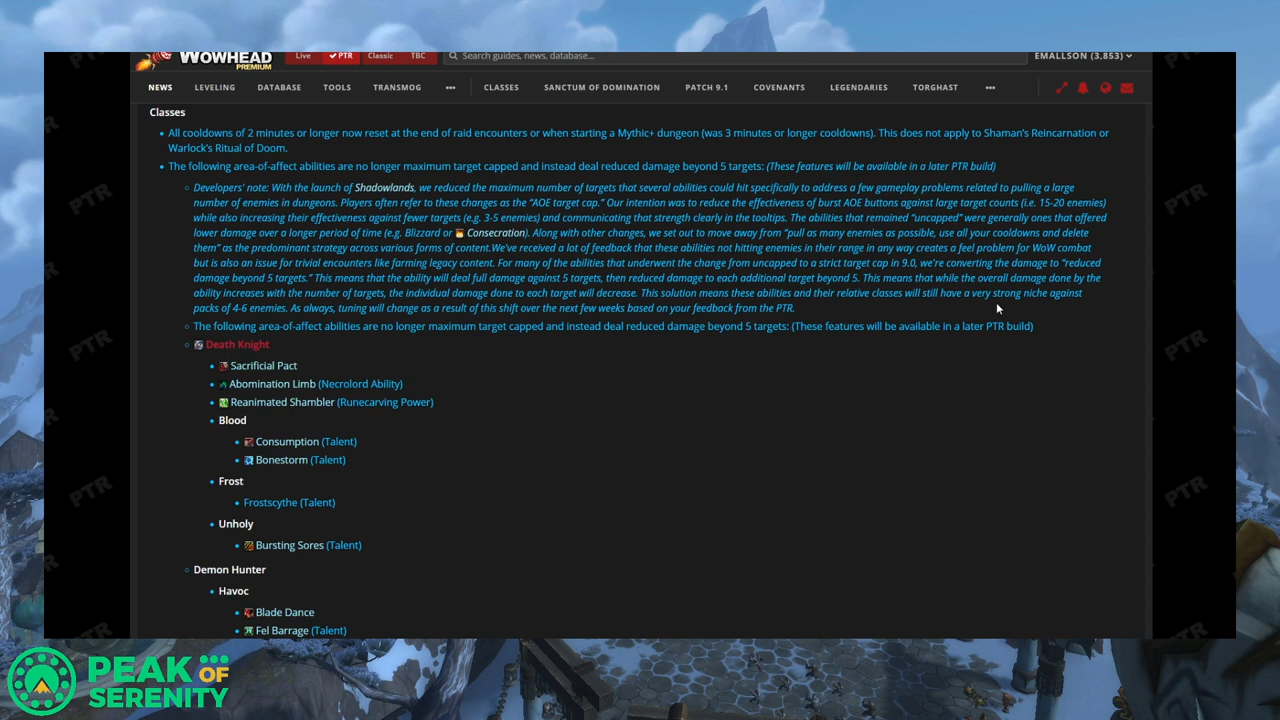 WOWHEAD
PREMIUM
Live ✓ PTR Classic TBC
Search guides, news, database...
EMALLSON (3,853)
NEWS LEVELING DATABASE TOOLS TRANSMOG ••• CLASSES SANCTUM OF DOMINATION PATCH 9.1 COVENANTS LEGENDARIES TORGHAST •••
Classes
• All cooldowns of 2 minutes or longer now reset at the end of raid encounters or when starting a Mythic+ dungeon (was 3 minutes or longer cooldowns). This does not apply to Shaman's Reincarnation or
Warlock's Ritual of Doom.
• The following area-of-affect abilities are no longer maximum target capped and instead deal reduced damage beyond 5 targets: (These features will be available in a later PTR build)
Developers' note: With the launch of Shadowlands, we reduced the maximum number of targets that several abilities could hit specifically to address a few gameplay problems related to pulling a large
number of enemies in dungeons. Players often refer to these changes as the "AOE target cap." Our intention was to reduce the effectiveness of burst AOE buttons against large target counts (i.e. 15-20 enemies)
while also increasing their effectiveness against fewer targets (e.g. 3-5 enemies) and communicating that strength clearly in the tooltips. The abilities that remained "uncapped" were generally ones that offered
lower damage over a longer period of time (e.g. Blizzard or Consecration). Along with other changes, we set out to move away from "pull as many enemies as possible, use all your cooldowns and delete
them" as the predominant strategy across various forms of content.We've received a lot of feedback that these abilities not hitting enemies in their range in any way creates a feel problem for WoW combat
but is also an issue for trivial encounters like farming legacy content. For many of the abilities that underwent the change from uncapped to a strict target cap in 9.0, we're converting the damage to "reduced
damage beyond 5 targets." This means that the ability will deal full damage against 5 targets, then reduced damage to each additional target beyond 5. This means that while the overall damage done by the
ability increases with the number of targets, the individual damage done to each target will decrease. This solution means these abilities and their relative classes will still have a very strong niche against
packs of 4-6 enemies. As always, tuning will change as a result of this shift over the next few weeks based on your feedback from the PTR.
The following area-of-affect abilities are no longer maximum target capped and instead deal reduced damage beyond 5 targets: (These features will be available in a later PTR build)
Death Knight
• Sacrificial Pact
• Abomination Limb (Necrolord Ability)
• Reanimated Shambler (Runecarving Power)
• Blood
• Consumption (Talent)
• Bonestorm (Talent)
• Frost
• Frostscythe (Talent)
• Unholy
• Bursting Sores (Talent)
Demon Hunter
• Havoc
• Blade Dance
• Fel Barrage (Talent)
PTR
PTR
PTR
PTR
PTR
PTR
PTR
PTR
PEAK OF
SERENITY